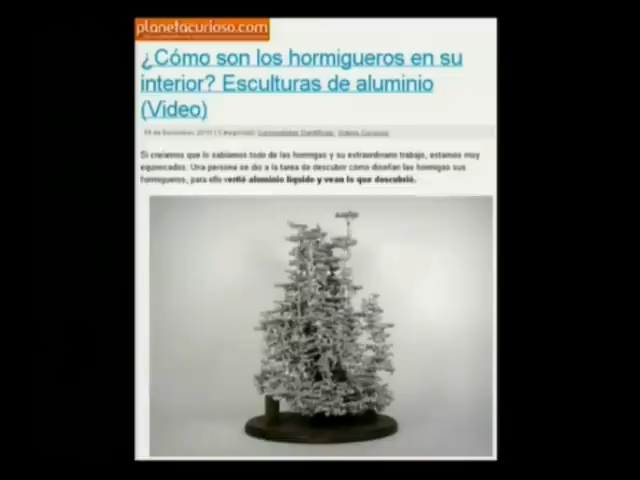 planetacurioso.com
¿Cómo son los hormigueros en su
interior? Esculturas de aluminio
(Video)
Si creíamos que lo sabíamos todo de las hormigas y su extraordinario trabajo, estamos muy
equivocados. Una persona se dio a la tarea de descubrir cómo diseñan las hormigas sus
hormigueros, para ello vertió aluminio líquido y vean lo que descubrió.